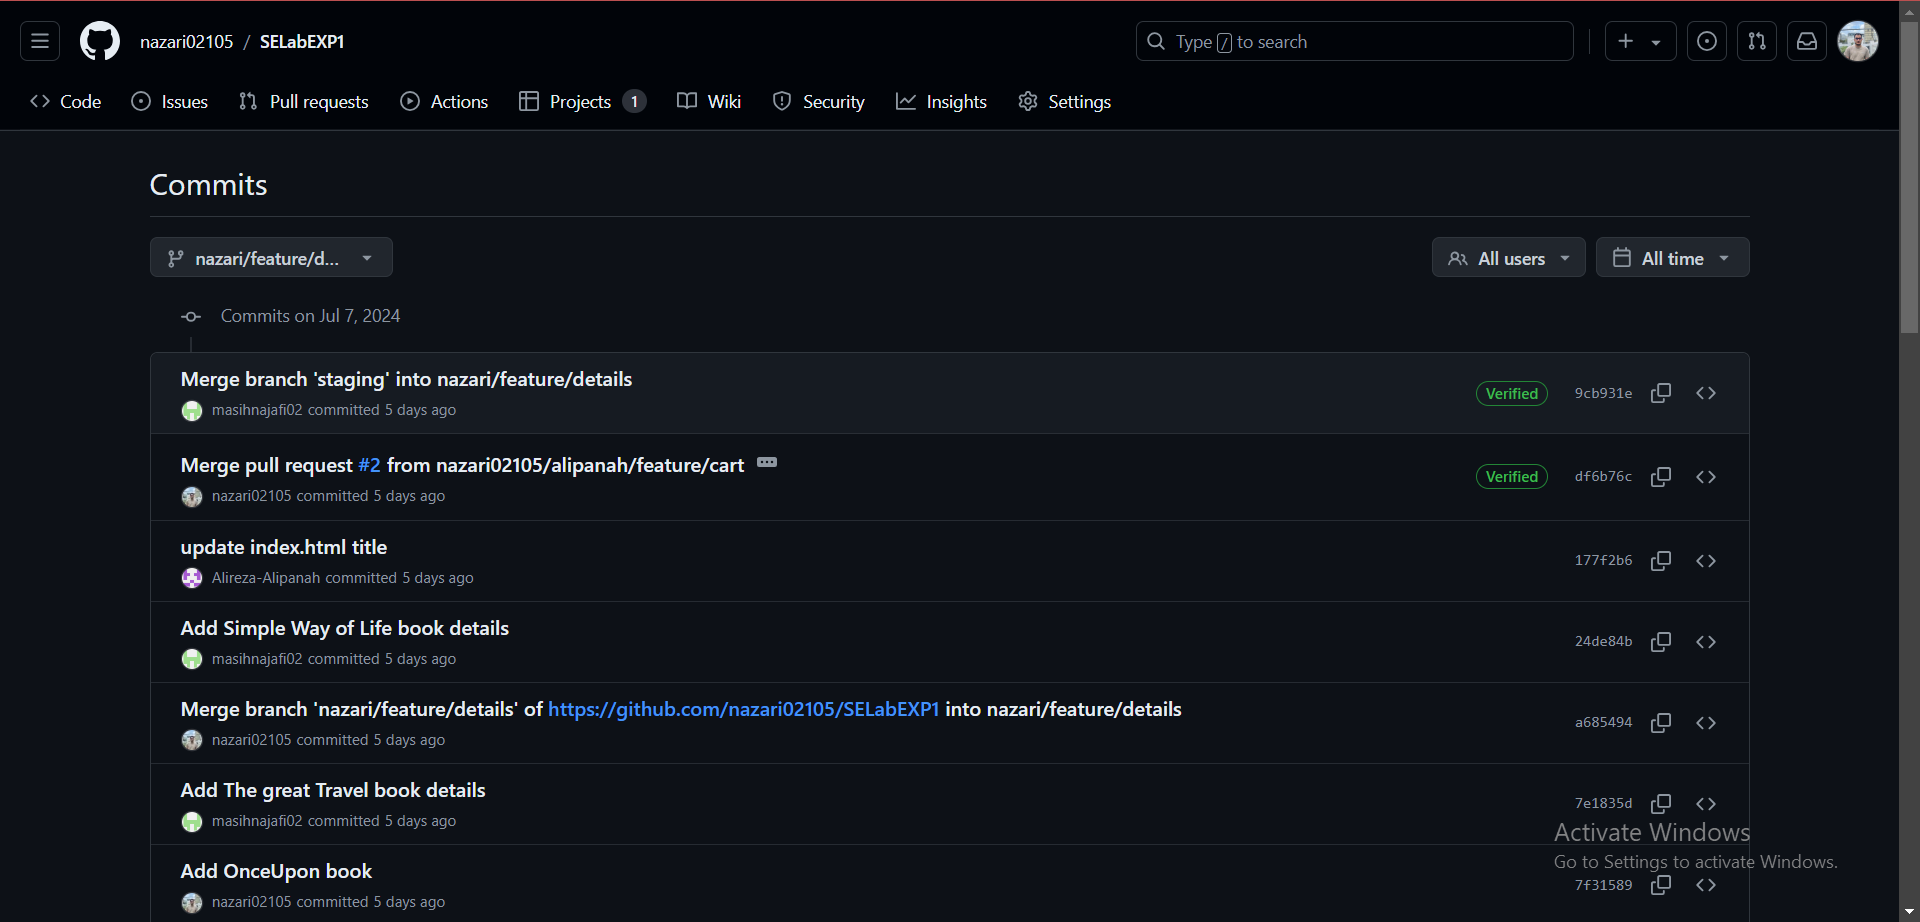 nazari02105 / SELabEXP1
Type / to search
Code Issues Pull requests Actions Projects 1 Wiki Security Insights Settings
Commits
nazari/feature/d...
All users All time
Commits on Jul 7, 2024
Merge branch 'staging' into nazari/feature/details
masihnajafi02 committed 5 days ago
Verified 9cb931e
Merge pull request #2 from nazari02105/alipanah/feature/cart
nazari02105 committed 5 days ago
Verified df6b76c
update index.html title
Alireza-Alipanah committed 5 days ago
177f2b6
Add Simple Way of Life book details
masihnajafi02 committed 5 days ago
24de84b
Merge branch 'nazari/feature/details' of https://github.com/nazari02105/SELabEXP1 into nazari/feature/details
nazari02105 committed 5 days ago
a685494
Add The great Travel book details
masihnajafi02 committed 5 days ago
7e1835d
Add OnceUpon book
nazari02105 committed 5 days ago
7f31589
Activate Windows
Go to Settings to activate Windows.